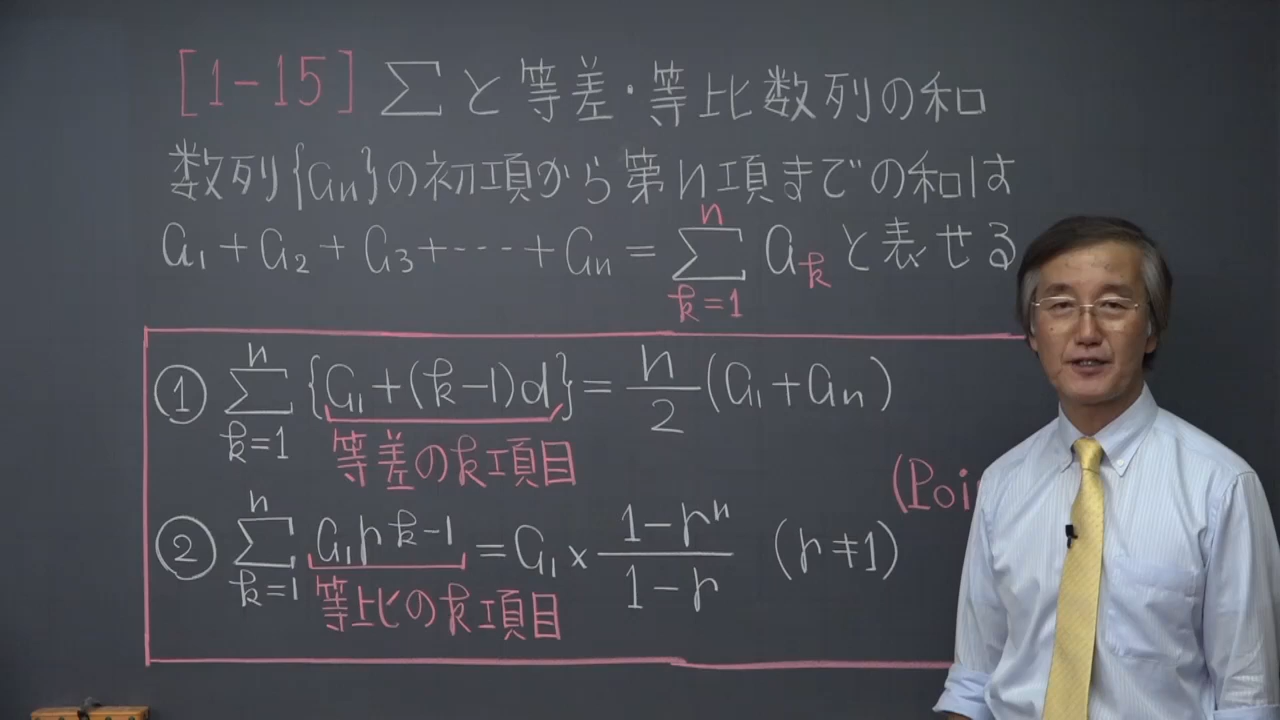 [1-15] Σと等差・等比数列の和
数列{aₙ}の初項から第n項までの和は
a₁+a₂+a₃+・・・・+aₙ = Σ[k=1→n] aₖ と表せる
① Σ[k=1→n] {a₁+(k-1)d} = n/2 (a₁+aₙ)
等差のk項目
(Poi
② Σ[k=1→n] a₁r^(k-1) = a₁ × (1-rⁿ)/(1-r) (r≠1)
等比のk項目